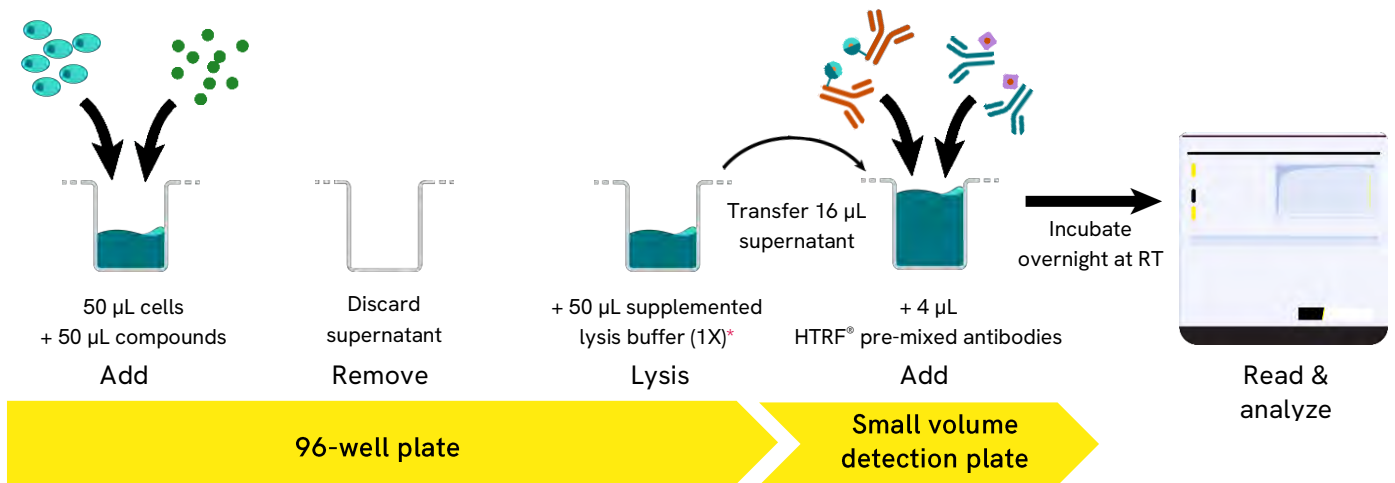 50 µL cells
+ 50 µL compounds
Add
Discard
supernatant
Remove
+ 50 µL supplemented
lysis buffer (1X)*
Lysis
Transfer 16 µL
supernatant
+ 4 µL
HTRF® pre-mixed antibodies
Add
Incubate
overnight at RT
Read &
analyze
96-well plate
Small volume
detection plate